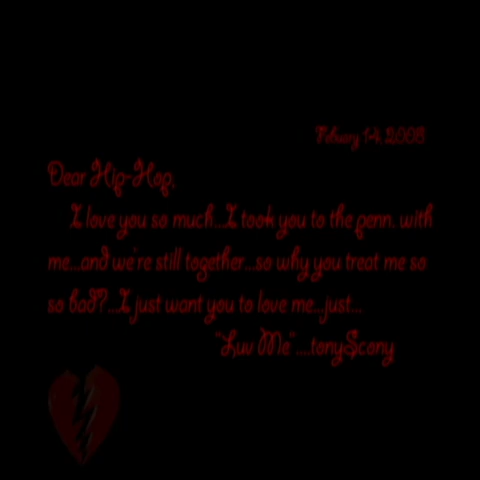 February 14, 2008
Dear Hip-Hop,
I love you so much...I took you to the penn. with
me...and we're still together...so why you treat me so
so bad?...I just want you to love me...just...
"Luv Me"....tony$cony